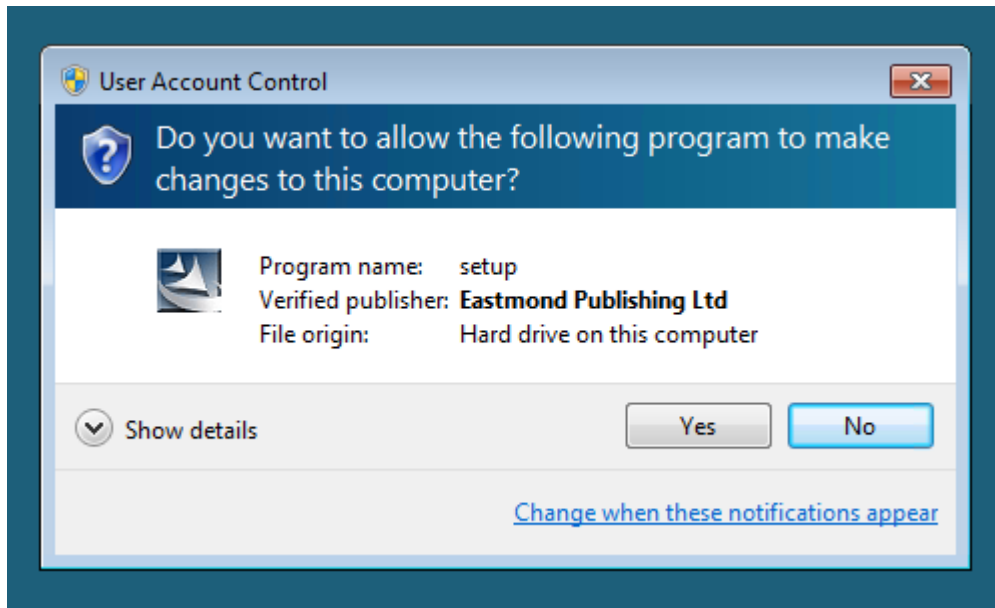 User Account Control
Do you want to allow the following program to make
changes to this computer?
Program name: setup
Verified publisher: Eastmond Publishing Ltd
File origin: Hard drive on this computer
Show details
Yes
No
Change when these notifications appear